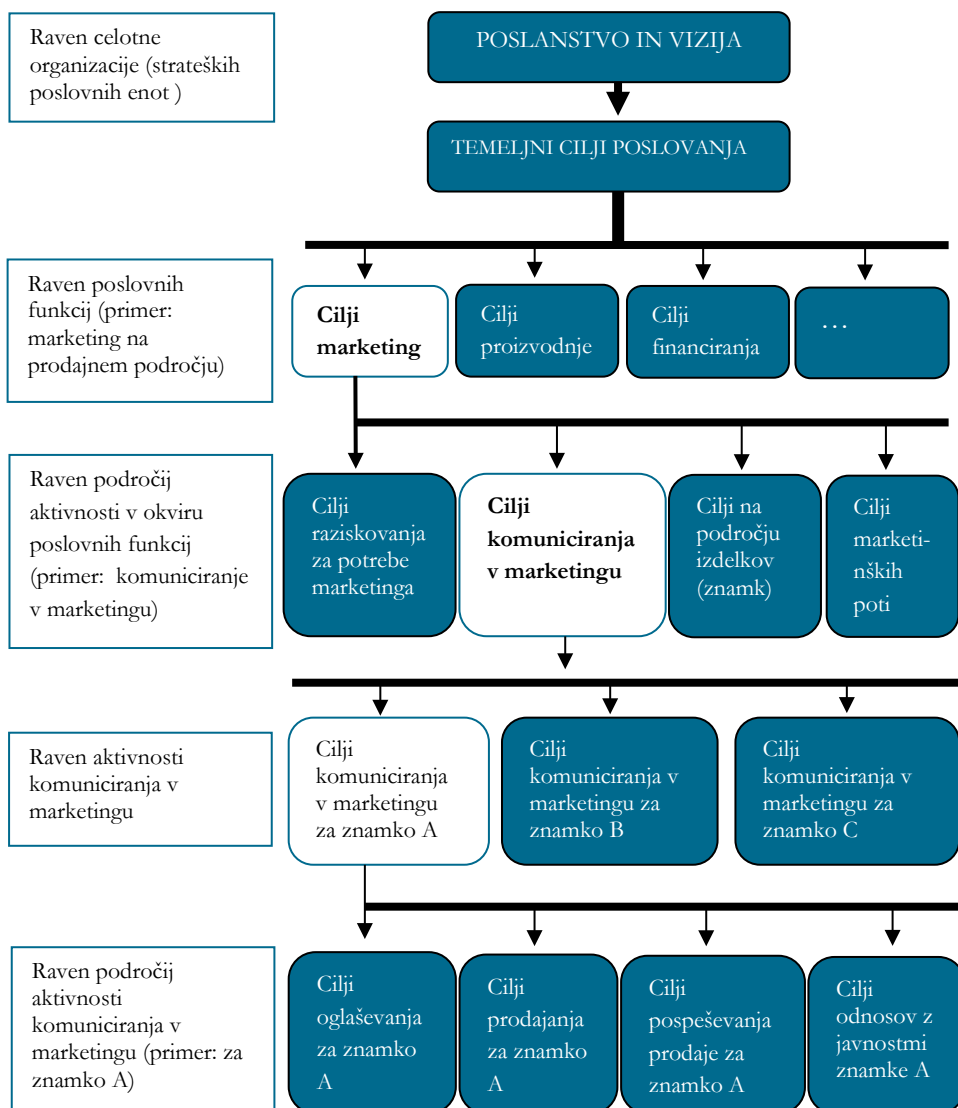 Raven celotne
organizacije (strateških
poslovnih enot )
POSLANSTVO IN VIZIJA
TEMELJNI CILJI POSLOVANJA
Raven poslovnih
funkcij (primer:
marketing na
prodajnem področju)
Cilji
marketing
Cilji
proizvodnje
Cilji
financiranja
…
Raven področij
aktivnosti v okviru
poslovnih funkcij
(primer: komuniciranje
v marketingu)
Cilji
raziskovanja
za potrebe
marketinga
Cilji
komuniciranja
v marketingu
Cilji na
področju
izdelkov
(znamk)
Cilji
marketi-
nških
poti
Raven aktivnosti
komuniciranja v
marketingu
Cilji
komuniciranja
v marketingu
za znamko A
Cilji
komuniciranja v
marketingu za
znamko B
Cilji
komuniciranja v
marketingu za
znamko C
Raven področij
aktivnosti
komuniciranja v
marketingu (primer: za
znamko A)
Cilji
oglaševanja
za znamko
A
Cilji
prodajanja
za znamko
A
Cilji
pospeševanja
prodaje za
znamko A
Cilji
odnosov z
javnostmi
znamke A